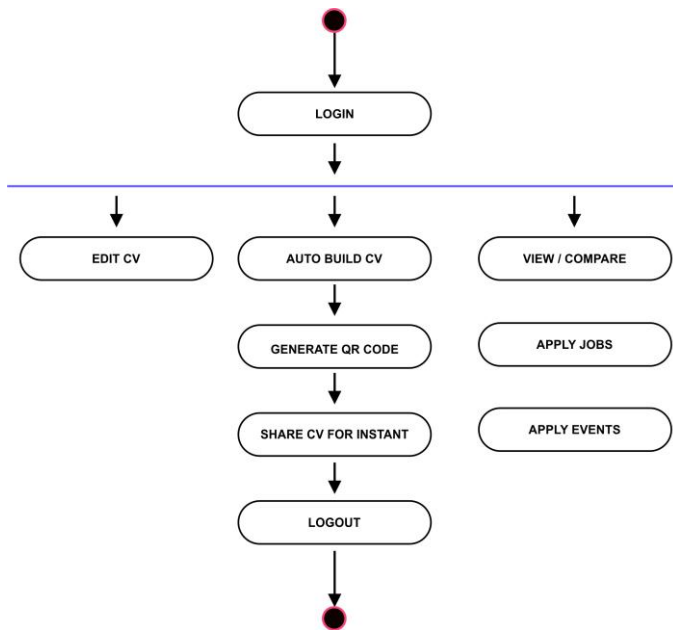 LOGIN
EDIT CV
AUTO BUILD CV
VIEW / COMPARE
GENERATE QR CODE
APPLY JOBS
SHARE CV FOR INSTANT
APPLY EVENTS
LOGOUT